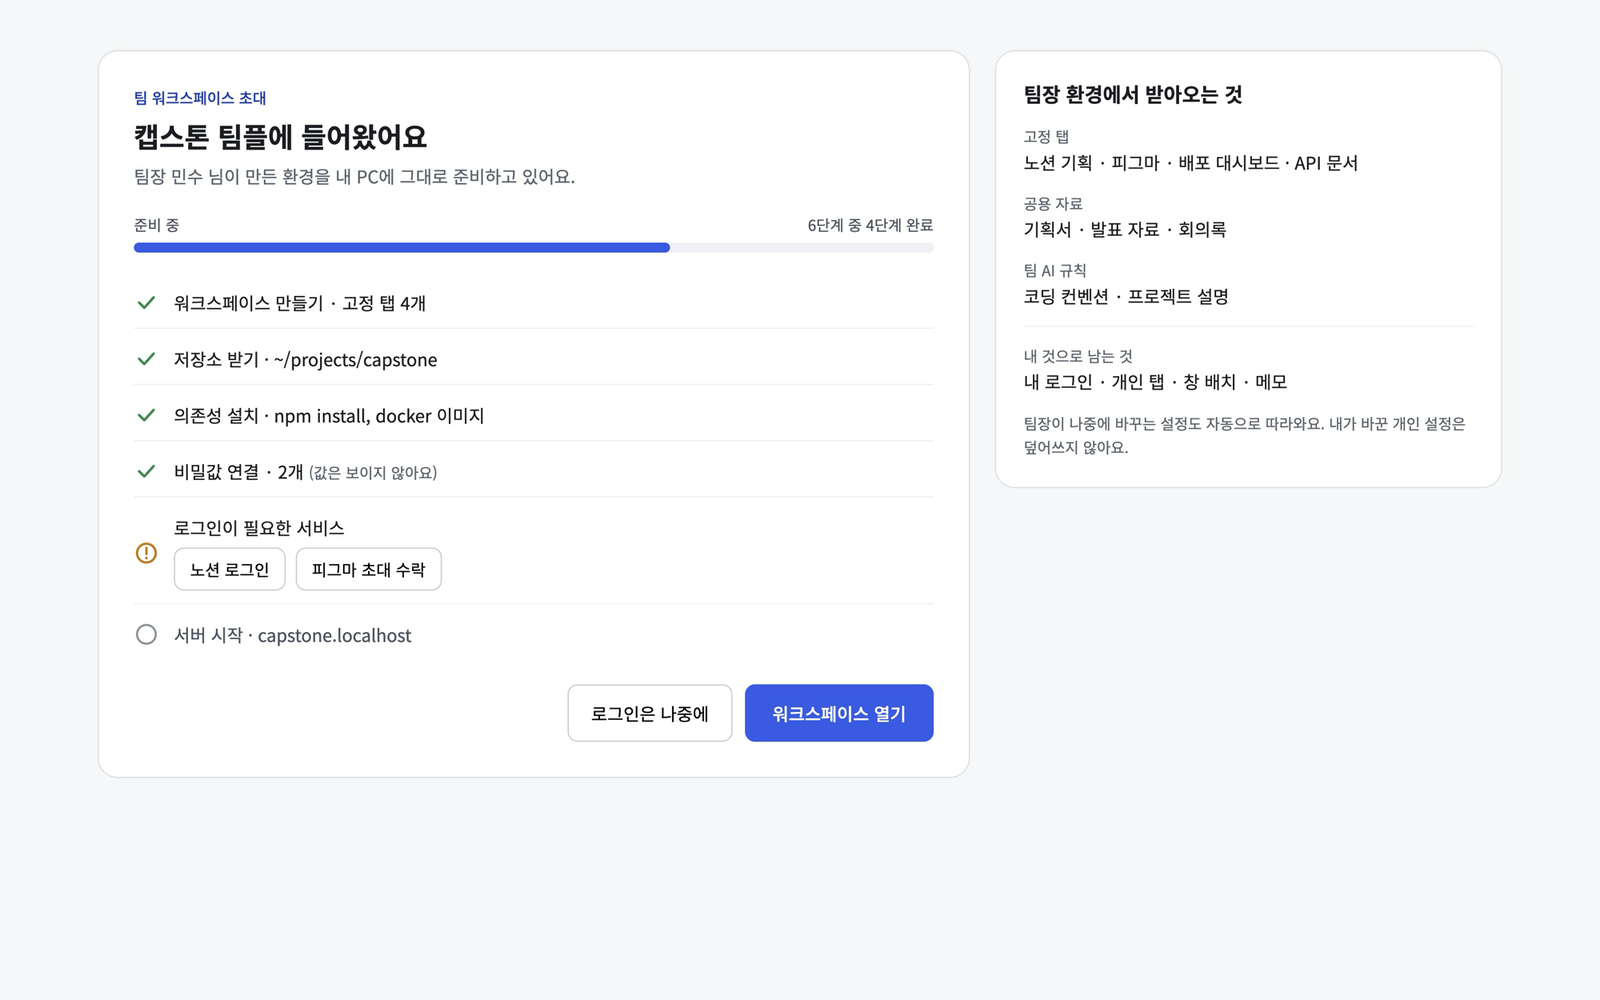 팀 워크스페이스 초대
캡스톤 팀플에 들어왔어요
팀장 민수 님이 만든 환경을 내 PC에 그대로 준비하고 있어요.
준비 중
6단계 중 4단계 완료
워크스페이스 만들기 · 고정 탭 4개
저장소 받기 · ~/projects/capstone
의존성 설치 · npm install, docker 이미지
비밀값 연결 · 2개 (값은 보이지 않아요)
로그인이 필요한 서비스
노션 로그인
피그마 초대 수락
서버 시작 · capstone.localhost
로그인은 나중에
워크스페이스 열기
팀장 환경에서 받아오는 것
고정 탭
노션 기획 · 피그마 · 배포 대시보드 · API 문서
공용 자료
기획서 · 발표 자료 · 회의록
팀 AI 규칙
코딩 컨벤션 · 프로젝트 설명
내 것으로 남는 것
내 로그인 · 개인 탭 · 창 배치 · 메모
팀장이 나중에 바꾸는 설정도 자동으로 따라와요. 내가 바꾼 개인 설정은
덮어쓰지 않아요.